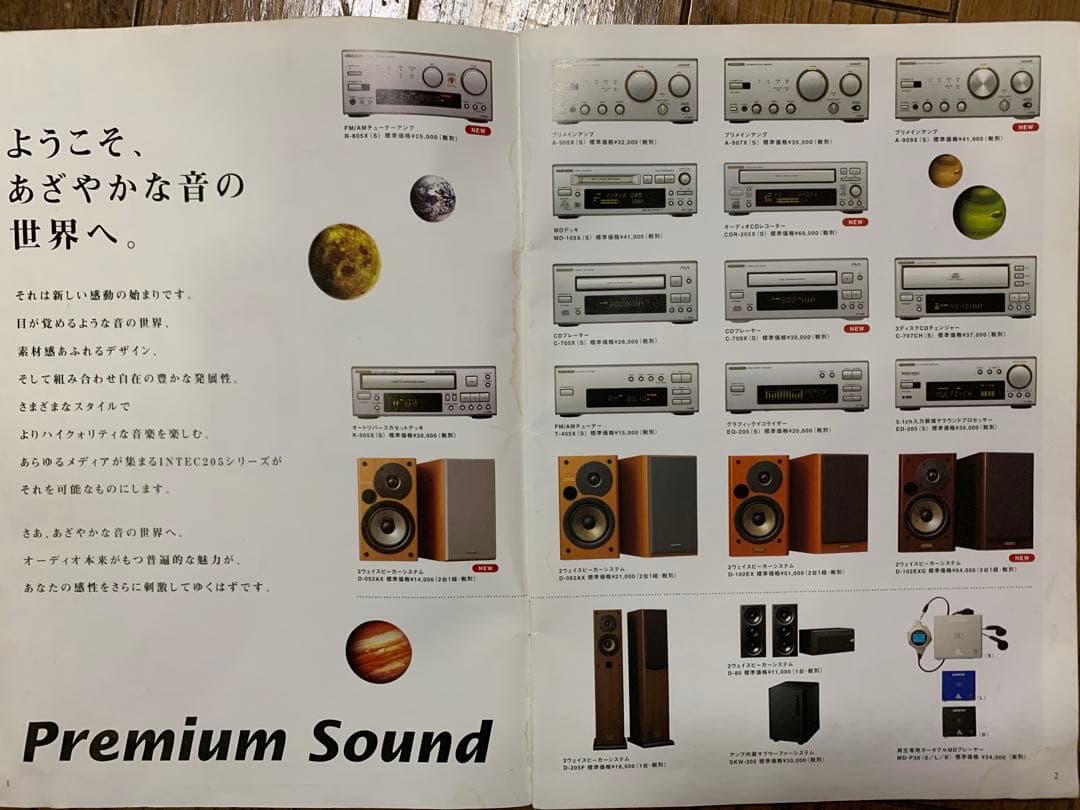 ようこそ、
あざやかな音の
世界へ。
それは新しい感動の始まりです。
目が覚めるような音の世界、
素材感あふれるデザイン、
そして組み合わせ自在の豊かな発展性。
さまざまなスタイルで
よりハイクォリティな音楽を楽しむ。
あらゆるメディアが集まるINTEC205シリーズが
それを可能なものにします。
さあ、あざやかな音の世界へ、
オーディオ本来がもつ普遍的な魅力が、
あなたの感性をさらに刺激してゆくはずです。
Premium Sound
1
FM/AMチューナーアンプ
R-805X(S) 標準価格¥25,000(税別)
NEW
プリメインアンプ
標準価格¥32,000(税別)
プリメインアンプ
A-907X(S) 標準価格¥35,000(税別)
プリメインアンプ
A-909X(S) 標準価格¥41,000(税別)
NEW
MDデッキ
MD-105X(S) 標準価格¥41,000(税別)
オーディオCDレコーダー
CDR-205X(S) 標準価格¥69,000(税別)
NEW
CDプレーヤー
C-705X(S) 標準価格¥28,000(税別)
CDプレーヤー
C-709X(S) 標準価格¥39,000(税別)
NEW
3ディスクCDチェンジャー
C-707CH(S) 標準価格¥37,000(税別)
オートリバースカセットデッキ
K-505X(S) 標準価格¥30,000(税別)
FM/AMチューナー
T-405X(S) 標準価格¥15,000(税別)
グラフィックイコライザー
EQ-205(S) 標準価格¥20,000(税別)
5.1ch入力装備サラウンドプロセッサー
ED-205(S) 標準価格¥35,000(税別)
2ウェイスピーカーシステム
D-052AX 標準価格¥14,000(2台1組・税別)
NEW
2ウェイスピーカーシステム
D-062AX 標準価格¥21,000(2台1組・税別)
2ウェイスピーカーシステム
D-102EX 標準価格¥51,000(2台1組・税別)
2ウェイスピーカーシステム
D-102EXG 標準価格¥64,000(2台1組・税別)
NEW
2ウェイスピーカーシステム
D-205F 標準価格¥18,500(1台・税別)
2ウェイスピーカーシステム
D-80 標準価格¥11,000(1台・税別)
アンプ内蔵サブウーファーシステム
SKW-305 標準価格¥30,000(税別)
(S)
(L)
(B)
再生専用ポータブルMDプレーヤー
MD-P30(S/L/B) 標準価格¥34,000(税別)
2